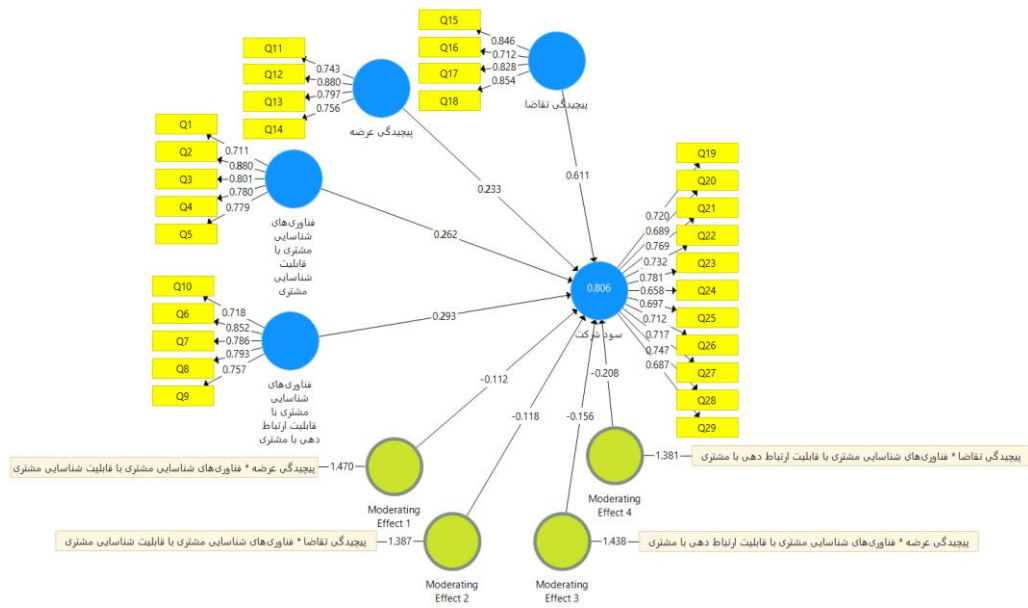 Q11
Q12
Q13
Q14
0.743
0.880
0.797
0.756
پیچیدگی عرضه
Q15
Q16
Q17
Q18
0.846
0.712
0.828
0.854
پیچیدگی تقاضا
Q1
Q2
Q3
Q4
Q5
0.711
0.880
0.801
0.780
0.779
فناوری‌های
شناسایی
مشتری با
قابلیت
شناسایی
مشتری
Q10
Q6
Q7
Q8
Q9
0.718
0.852
0.786
0.793
0.757
فناوری‌های
شناسایی
مشتری با
قابلیت ارتباط
دهی با مشتری
0.233
0.611
0.262
0.293
0.806
سود شرکت
Q19
Q20
Q21
Q22
Q23
Q24
Q25
Q26
Q27
Q28
Q29
0.720
0.689
0.769
0.732
0.781
0.658
0.697
0.712
0.717
0.747
0.687
-0.112
-0.118
-0.156
-0.208
پیچیدگی عرضه * فناوری‌های شناسایی مشتری با قابلیت شناسایی مشتری
1.470
Moderating
Effect 1
پیچیدگی تقاضا * فناوری‌های شناسایی مشتری با قابلیت شناسایی مشتری
1.387
Moderating
Effect 2
1.438
پیچیدگی عرضه * فناوری‌های شناسایی مشتری با قابلیت ارتباط دهی با مشتری
Moderating
Effect 3
1.381
پیچیدگی تقاضا * فناوری‌های شناسایی مشتری با قابلیت ارتباط دهی با مشتری
Moderating
Effect 4